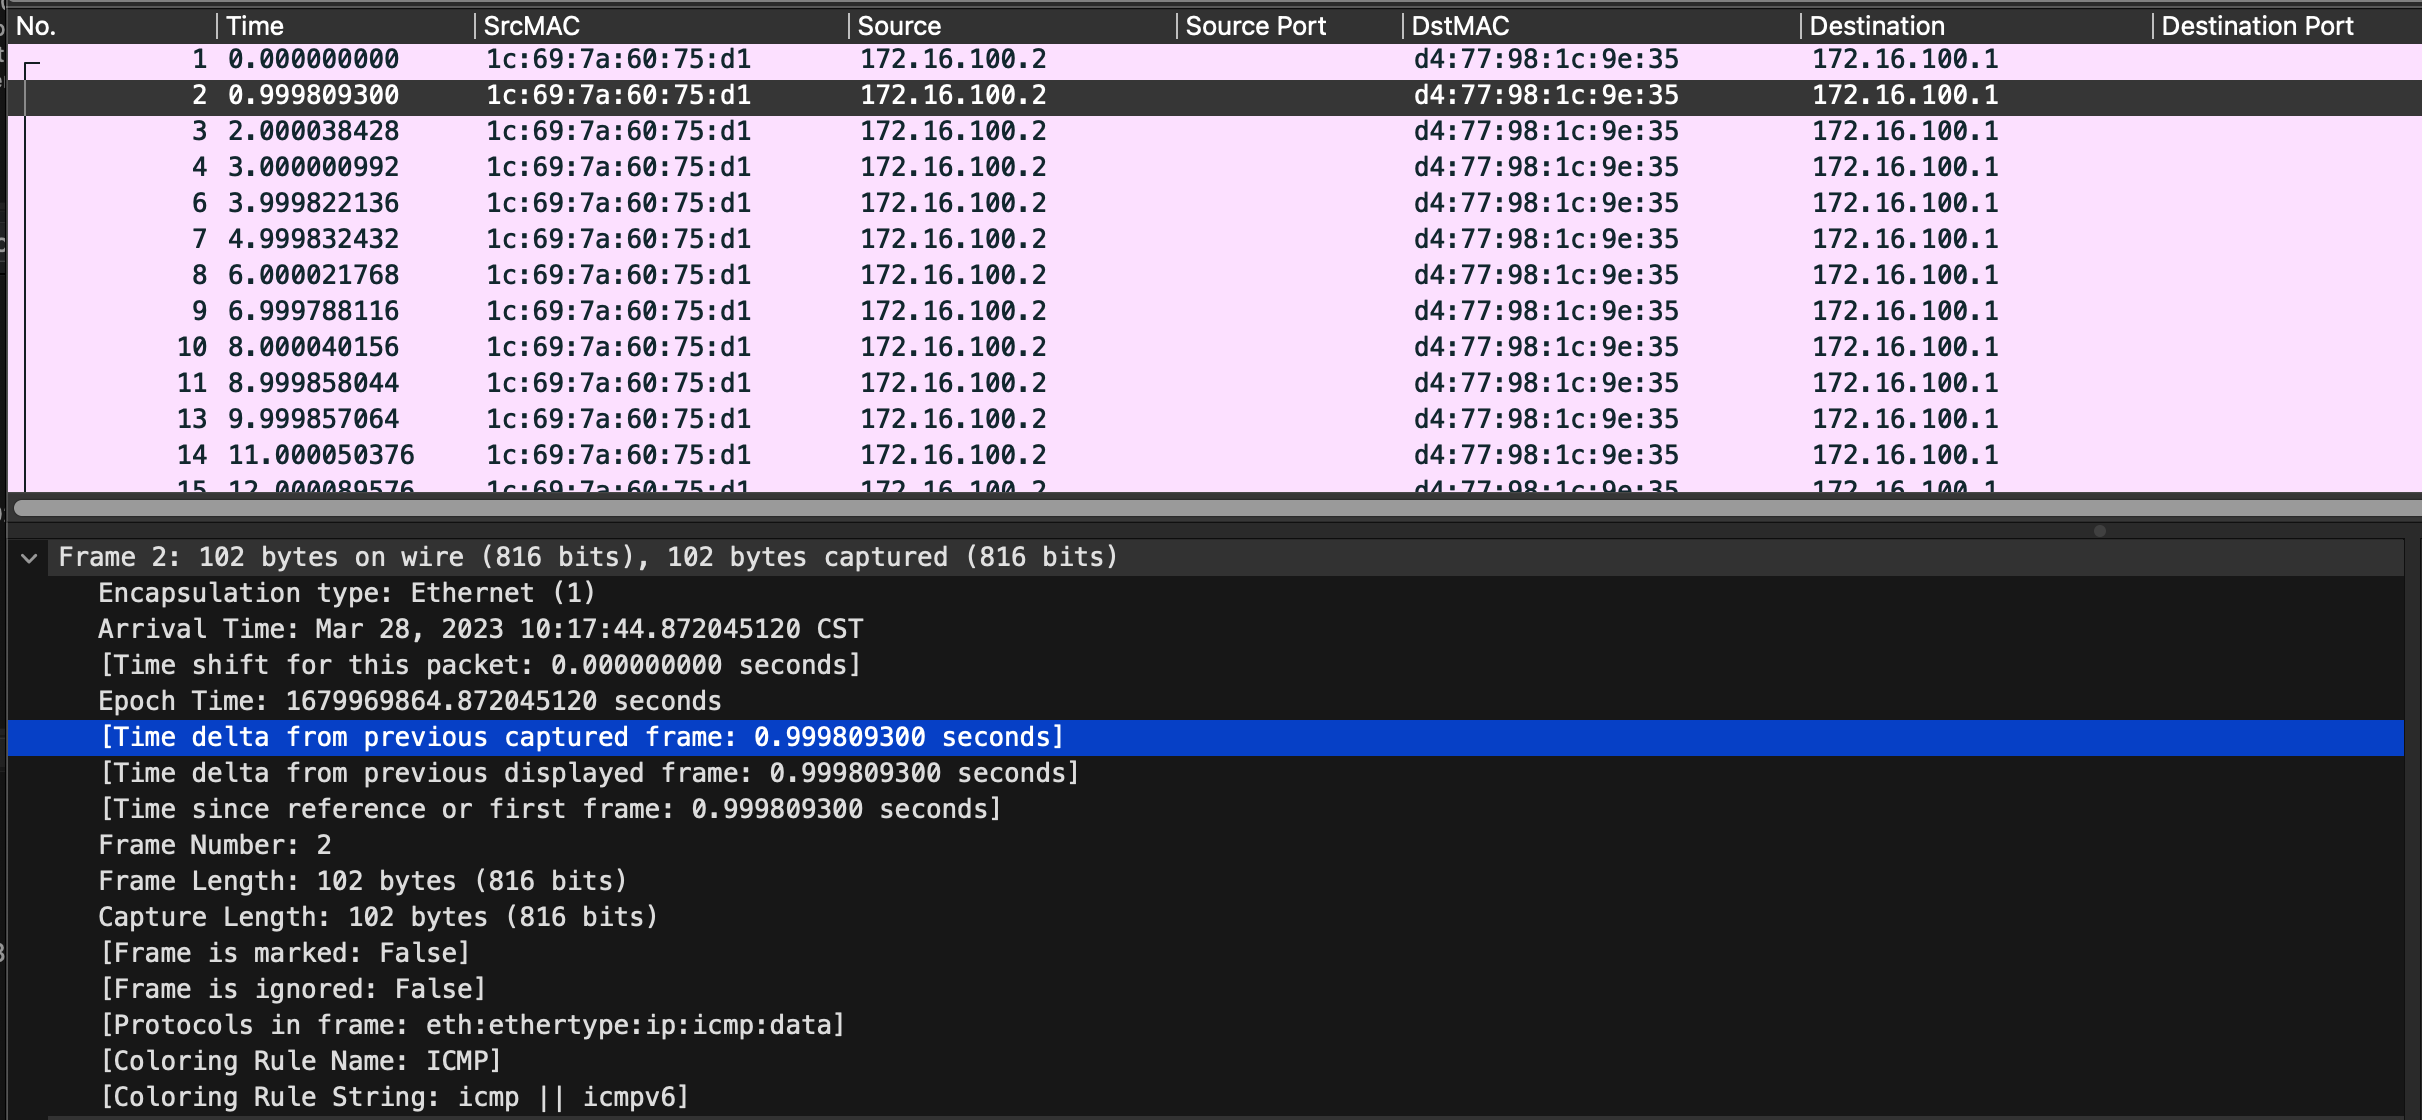 No. Time SrcMAC Source Source Port DstMAC Destination Destination Port
1 0.000000000 1c:69:7a:60:75:d1 172.16.100.2 d4:77:98:1c:9e:35 172.16.100.1
2 0.999809300 1c:69:7a:60:75:d1 172.16.100.2 d4:77:98:1c:9e:35 172.16.100.1
3 2.000038428 1c:69:7a:60:75:d1 172.16.100.2 d4:77:98:1c:9e:35 172.16.100.1
4 3.000000992 1c:69:7a:60:75:d1 172.16.100.2 d4:77:98:1c:9e:35 172.16.100.1
6 3.999822136 1c:69:7a:60:75:d1 172.16.100.2 d4:77:98:1c:9e:35 172.16.100.1
7 4.999832432 1c:69:7a:60:75:d1 172.16.100.2 d4:77:98:1c:9e:35 172.16.100.1
8 6.000021768 1c:69:7a:60:75:d1 172.16.100.2 d4:77:98:1c:9e:35 172.16.100.1
9 6.999788116 1c:69:7a:60:75:d1 172.16.100.2 d4:77:98:1c:9e:35 172.16.100.1
10 8.000040156 1c:69:7a:60:75:d1 172.16.100.2 d4:77:98:1c:9e:35 172.16.100.1
11 8.999858044 1c:69:7a:60:75:d1 172.16.100.2 d4:77:98:1c:9e:35 172.16.100.1
13 9.999857064 1c:69:7a:60:75:d1 172.16.100.2 d4:77:98:1c:9e:35 172.16.100.1
14 11.000050376 1c:69:7a:60:75:d1 172.16.100.2 d4:77:98:1c:9e:35 172.16.100.1
15 12.000089576 1c:69:7a:60:75:d1 172.16.100.2 d4:77:98:1c:9e:35 172.16.100.1
Frame 2: 102 bytes on wire (816 bits), 102 bytes captured (816 bits)
Encapsulation type: Ethernet (1)
Arrival Time: Mar 28, 2023 10:17:44.872045120 CST
[Time shift for this packet: 0.000000000 seconds]
Epoch Time: 1679969864.872045120 seconds
[Time delta from previous captured frame: 0.999809300 seconds]
[Time delta from previous displayed frame: 0.999809300 seconds]
[Time since reference or first frame: 0.999809300 seconds]
Frame Number: 2
Frame Length: 102 bytes (816 bits)
Capture Length: 102 bytes (816 bits)
[Frame is marked: False]
[Frame is ignored: False]
[Protocols in frame: eth:ethertype:ip:icmp:data]
[Coloring Rule Name: ICMP]
[Coloring Rule String: icmp || icmpv6]